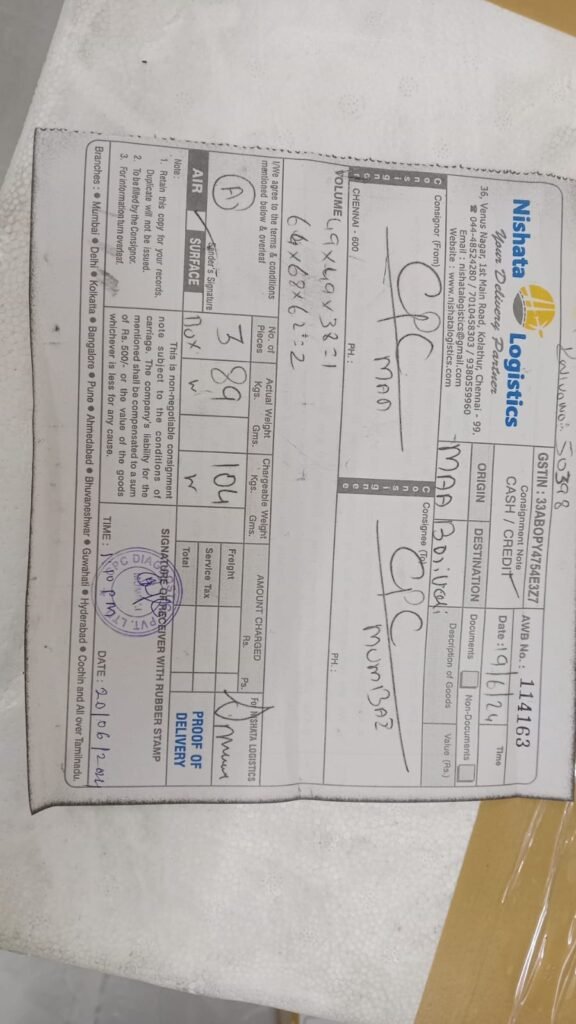 Kalivanan 50398
Nishata Logistics
Your Delivery Partner
36, Venus Nagar, 1st Main Road, Kolathur, Chennai - 99.
☎ 044-48524280 / 7010458303 / 9380559960
Email : nishatalogistics@gmail.com
Website : www.nishatalogistics.com
GSTIN : 33ABOPY4754E3Z7
Consignment Note
CASH / CREDIT
AWB No. : 114163
Date : 19/6/24
Time
ORIGIN
DESTINATION
Documents
Non-Documents
MAA
Borivali
Description of Goods
Value (Rs.)
Consignor (From)
CPC
MAA
CHENNAI - 600
PH. :
Consignee (To)
CPC
MUMBAI
PH. :
VOLUME 49x49x38=1
64x68x62=2
I/We agree to the terms & conditions
mentioned below & overleaf
A
Sender's Signature
No. of
Pieces
Actual Weight
Kgs. Gms.
Chargeable Weight
Kgs. Gms.
AMOUNT CHARGED
Rs. Ps.
For NISHATA LOGISTICS
3
89
104
Freight
Service Tax
Total
AIR
SURFACE
Box
W
W
PROOF OF
DELIVERY
Note :
1. Retain this copy for your records.
Duplicate will not be issued.
2. To be filled by the Consignor.
3. For information turn overleaf.
This is non-negotiable consignment
note subject to the conditions of
carriage. The company's liability for the
mentioned shall be compensated to a sum
of Rs. 500/- or the value of the goods
whichever is less for any cause.
SIGNATURE OF RECEIVER WITH RUBBER STAMP
TIME :
DATE : 20/06/2024
Branches : ● Mumbai ● Delhi ● Kolkatta ● Bangalore ● Pune ● Ahmedabad ● Bhuvaneshwar ● Guwahati ● Hyderabad ● Cochin and All over Tamilnadu.